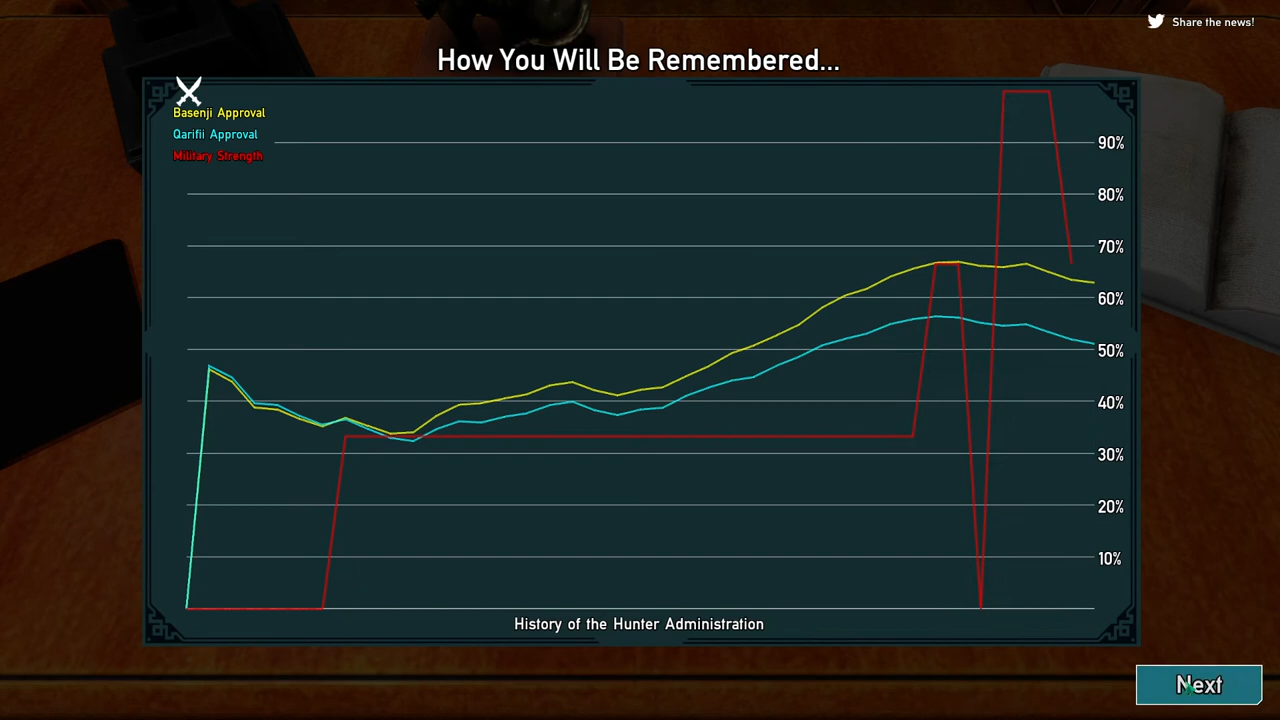 Share the news!
How You Will Be Remembered...
Basenji Approval
Qarifii Approval
Military Strength
90%
80%
70%
60%
50%
40%
30%
20%
10%
History of the Hunter Administration
Next